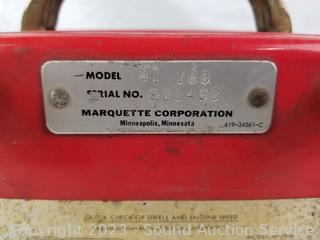 MODEL 41 188
SERIAL NO. 221493
MARQUETTE CORPORATION
Minneapolis, Minnesota 619-34561-C
QUICK CHECK OF DWELL AND ENGINE SPEED
Copyright 2023 - Sound Auction Service